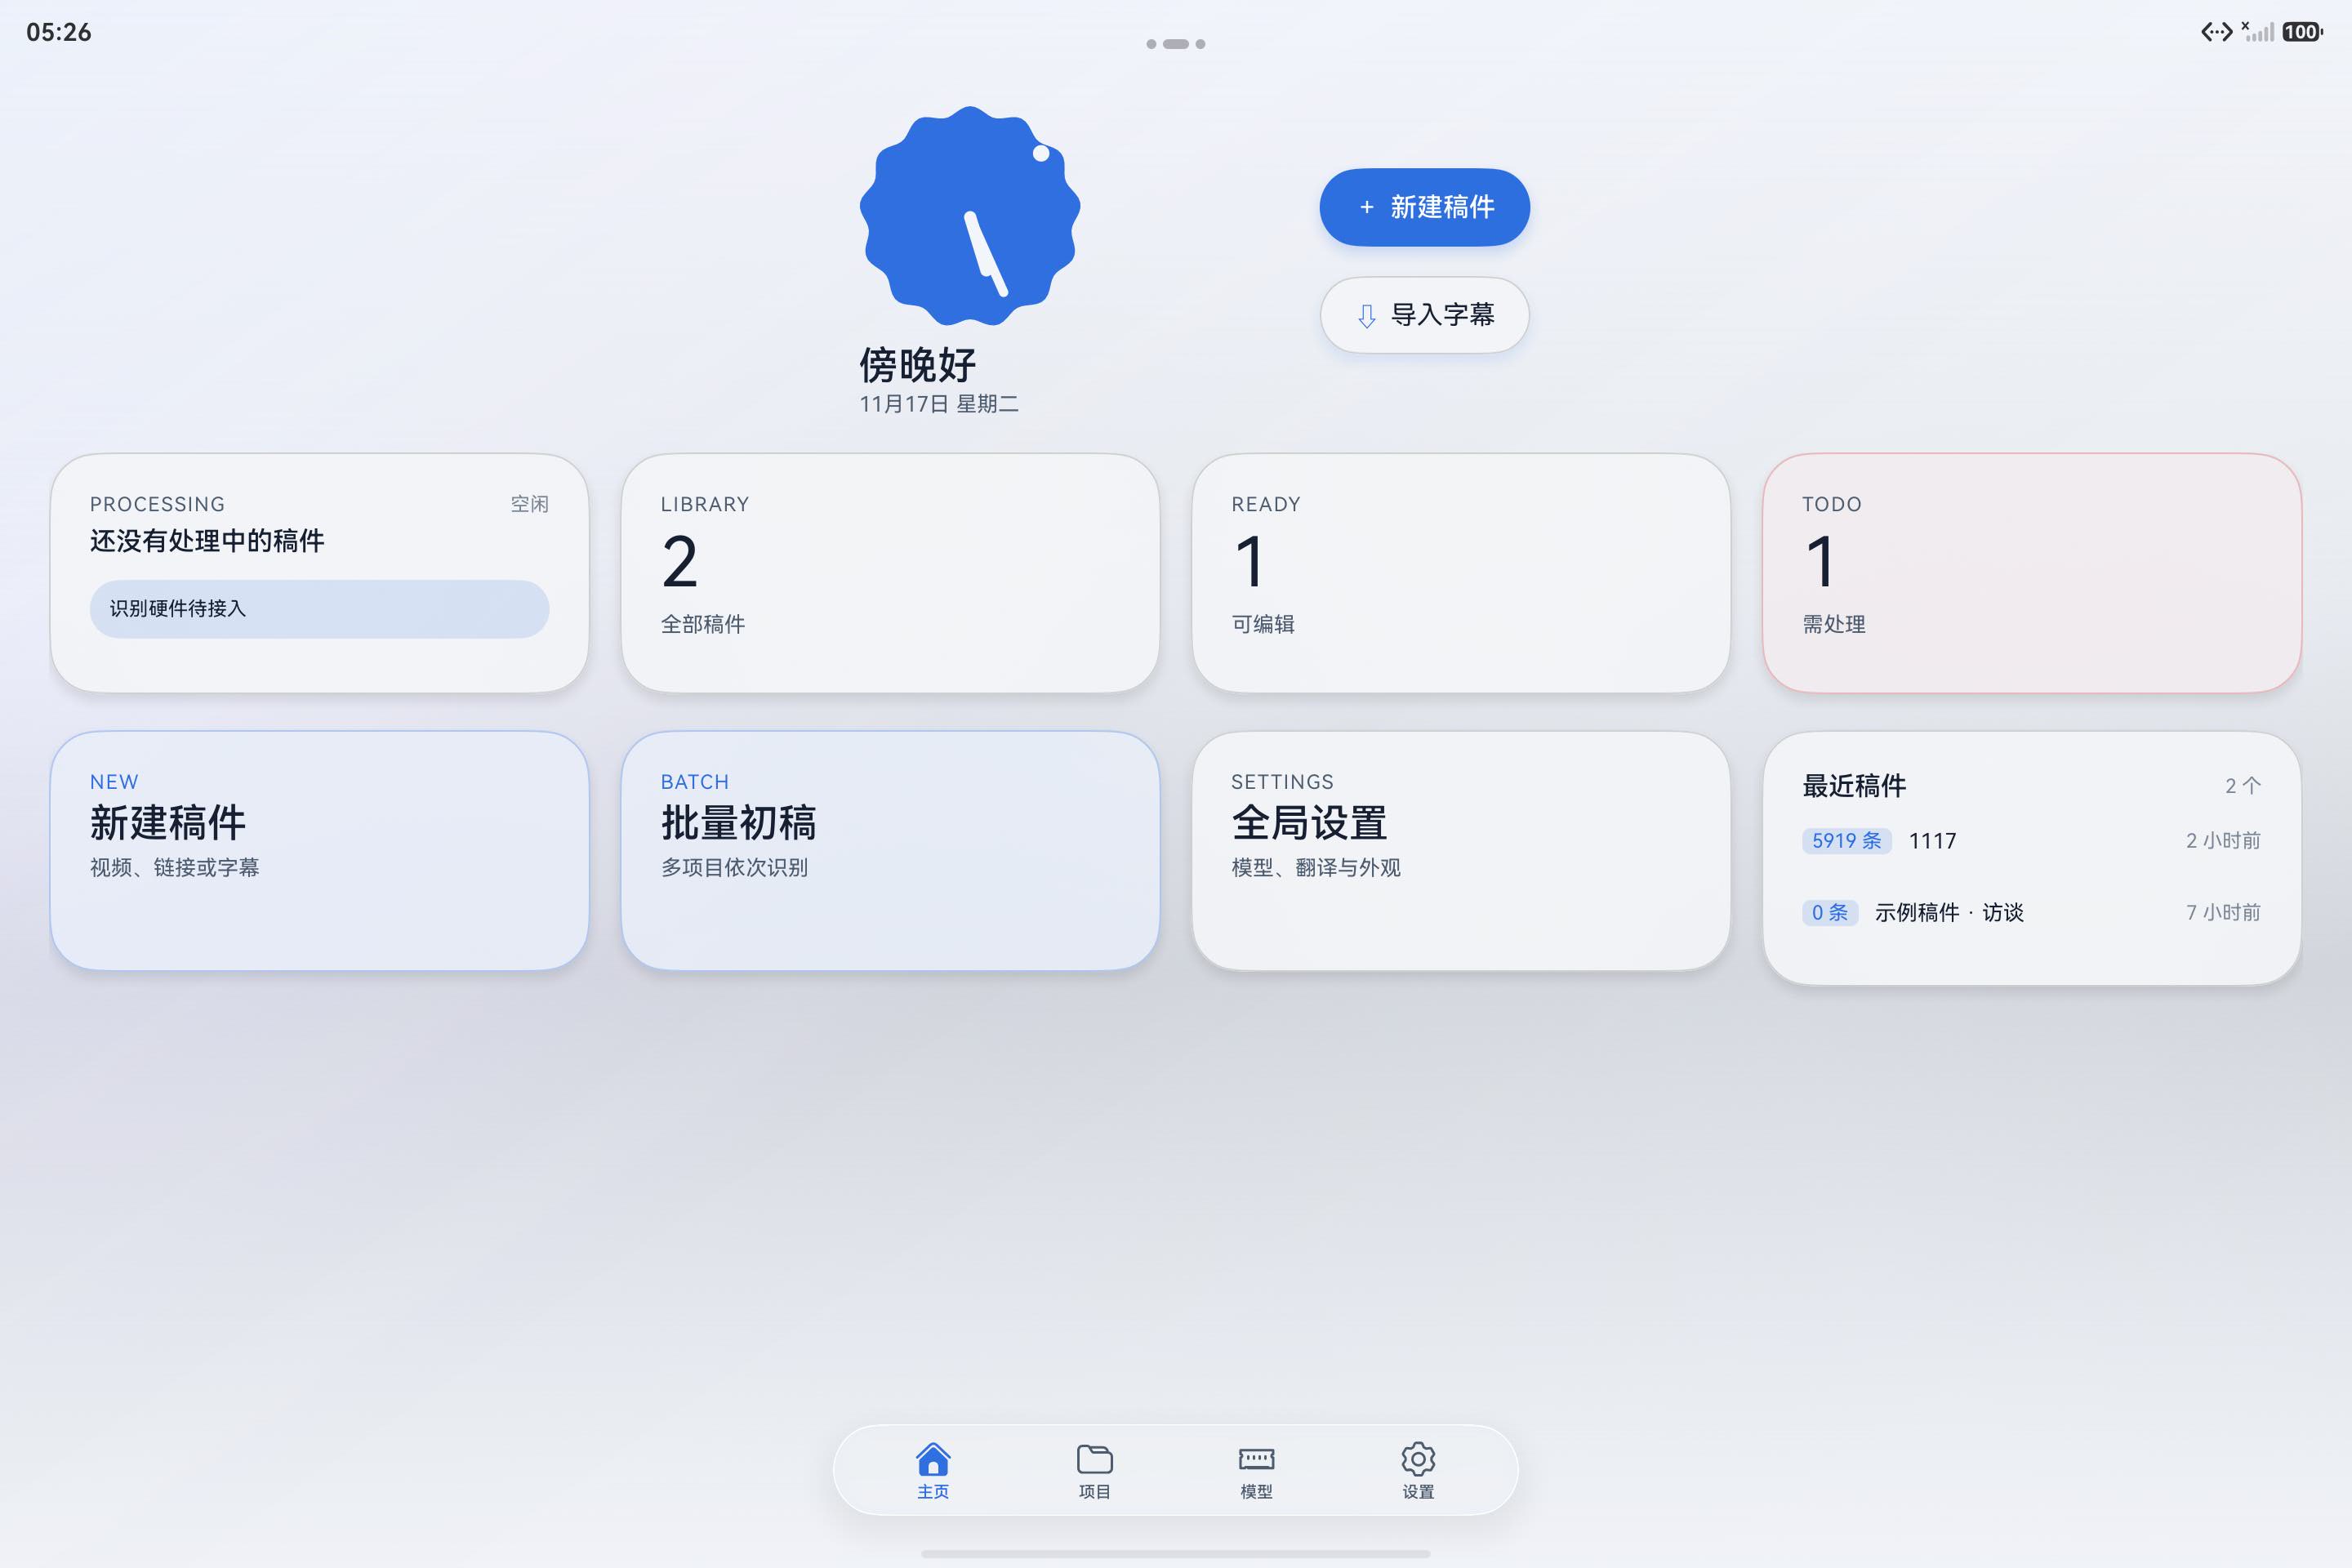 05:26
100
+ 新建稿件
导入字幕
傍晚好
11月17日 星期二
PROCESSING 空闲
还没有处理中的稿件
识别硬件待接入
LIBRARY
2
全部稿件
READY
1
可编辑
TODO
1
需处理
NEW
新建稿件
视频、链接或字幕
BATCH
批量初稿
多项目依次识别
SETTINGS
全局设置
模型、翻译与外观
最近稿件 2 个
5919 条 1117 2 小时前
0 条 示例稿件 · 访谈 7 小时前
主页
项目
模型
设置